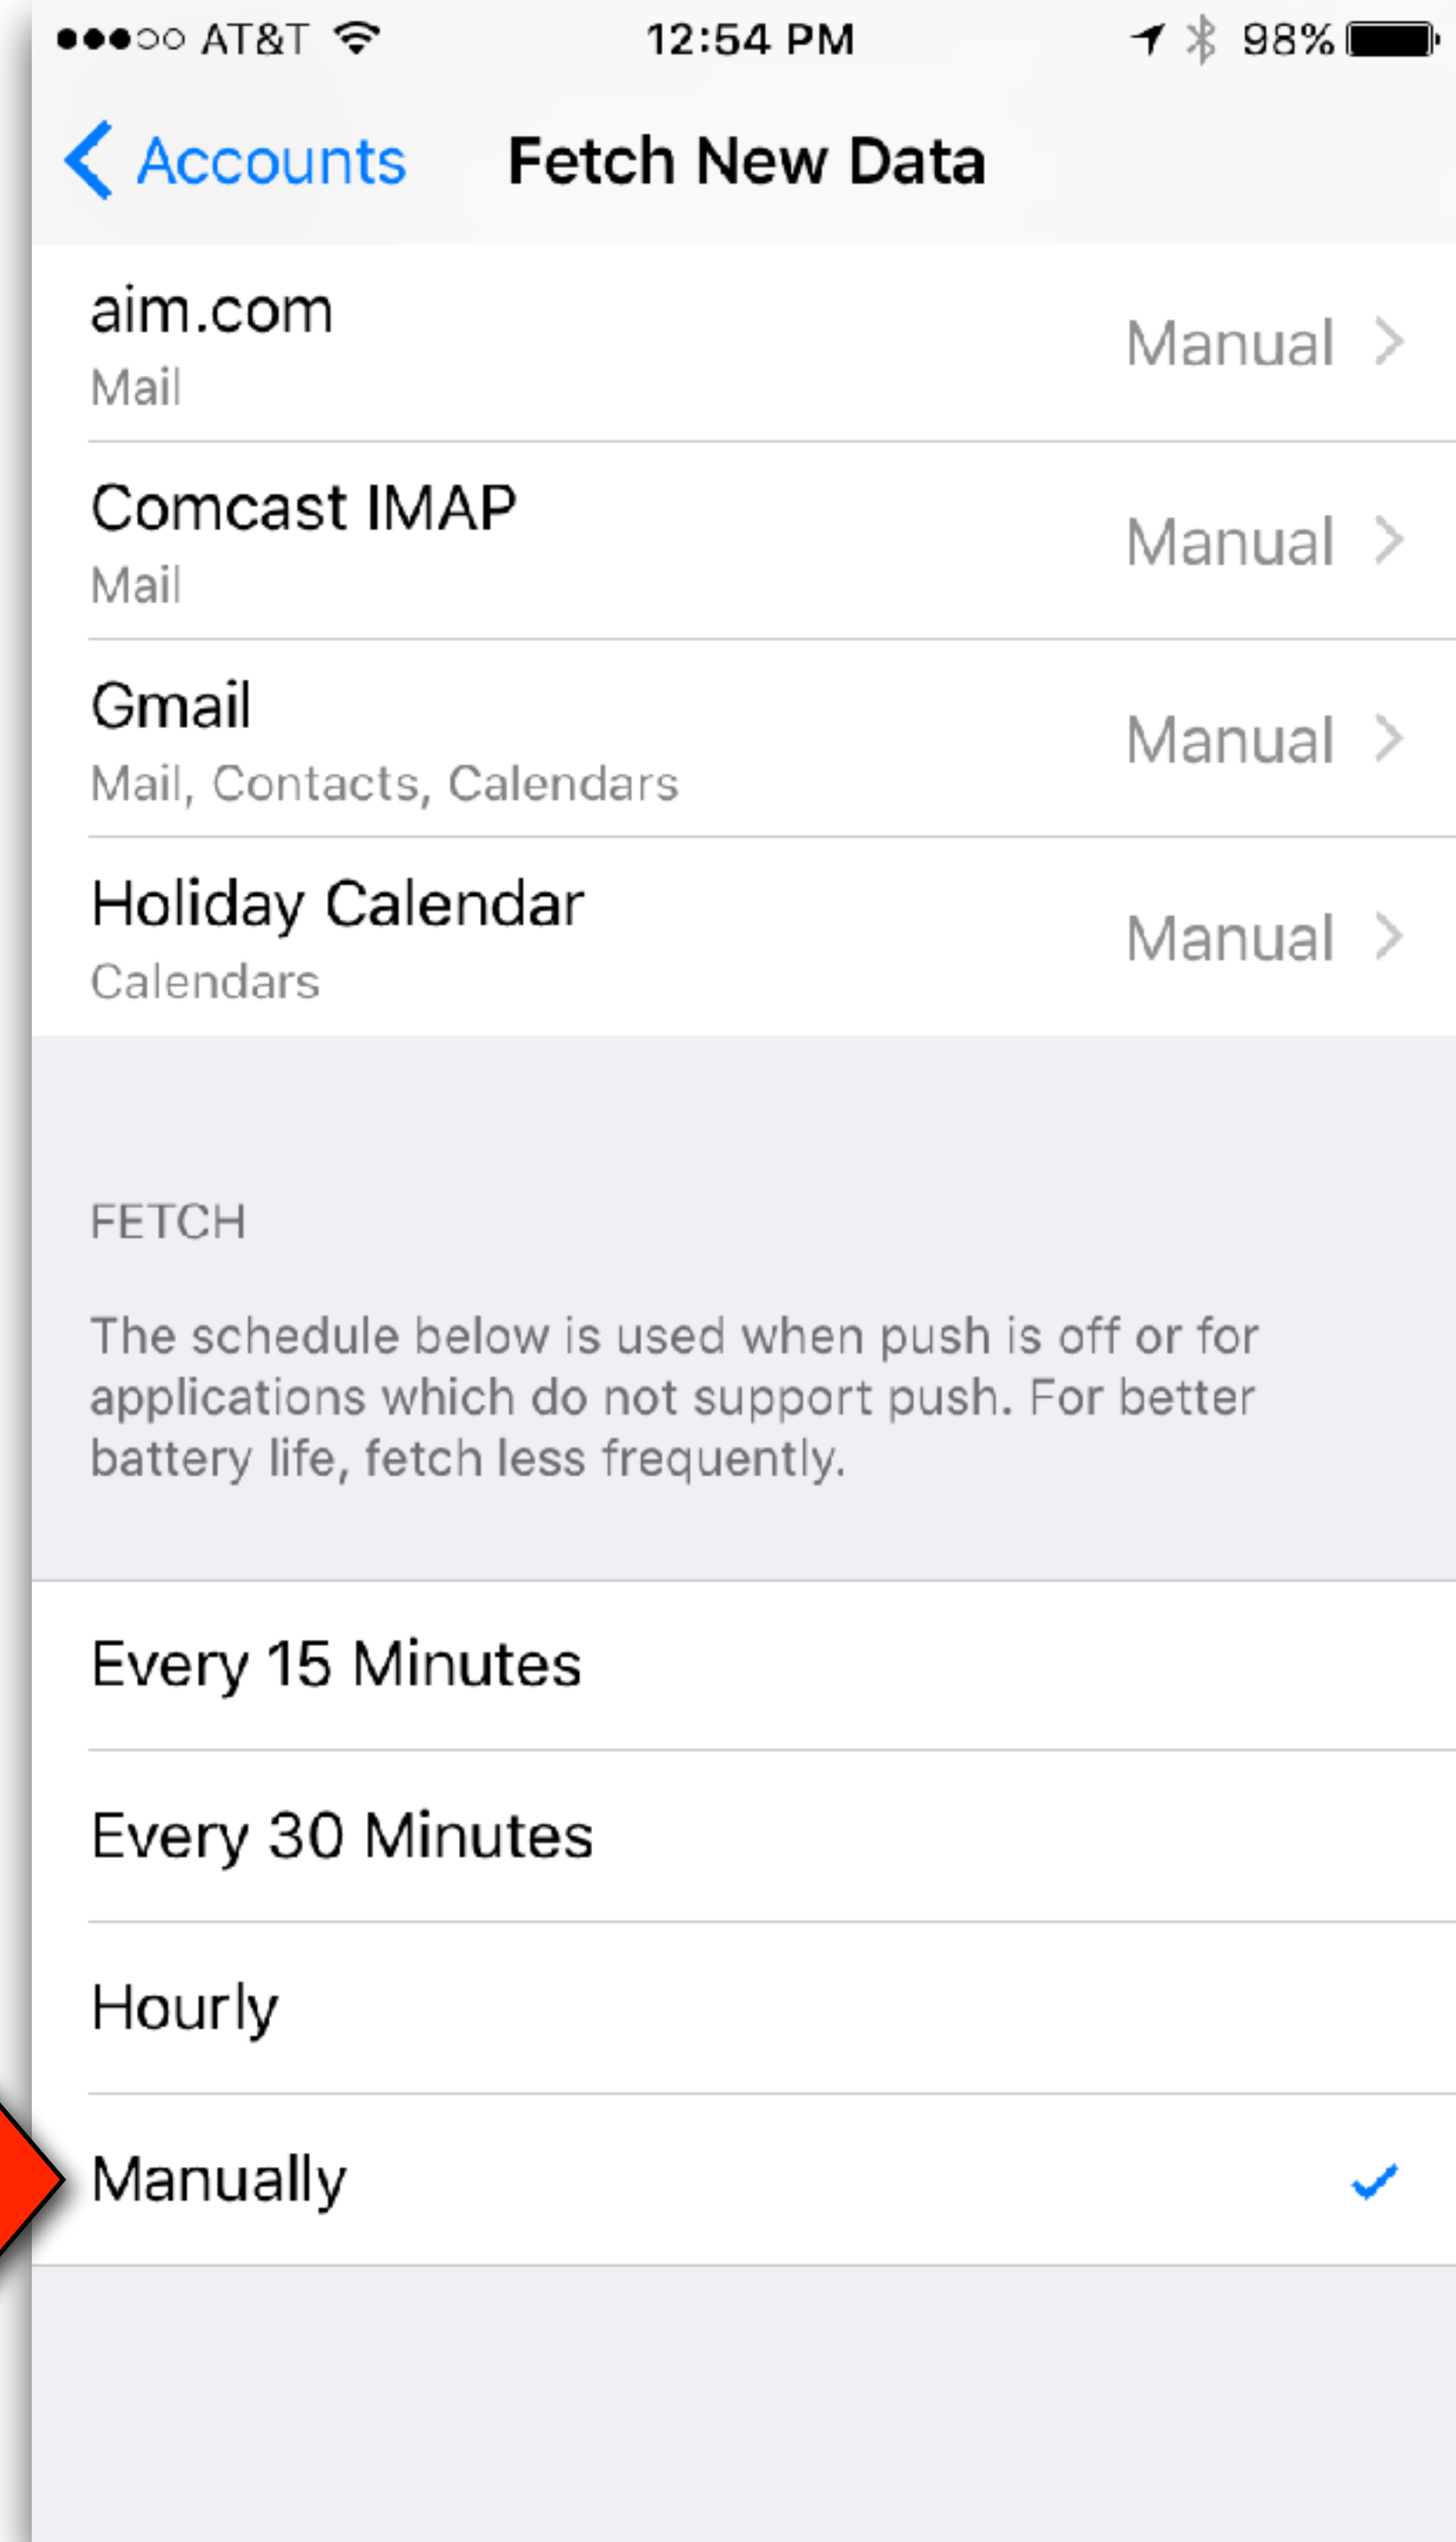 AT&T 12:54 PM 98%
Accounts Fetch New Data
aim.com
Manual
Mail
Comcast IMAP
Manual
Mail
Gmail
Manual
Mail, Contacts, Calendars
Holiday Calendar
Manual
Calendars
FETCH
The schedule below is used when push is off or for
applications which do not support push. For better
battery life, fetch less frequently.
Every 15 Minutes
Every 30 Minutes
Hourly
Manually